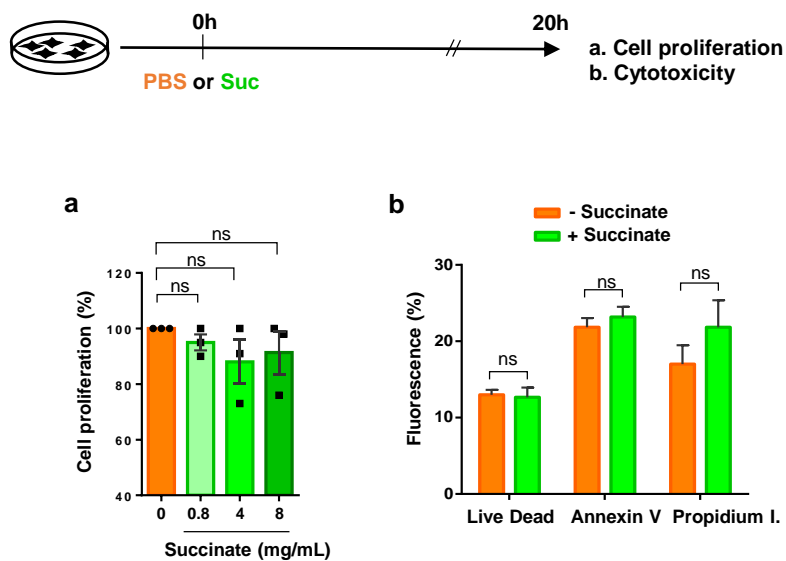 0h
20h
PBS or Suc
a. Cell proliferation
b. Cytotoxicity
a
ns
ns
ns
120
100
80
60
40
Cell proliferation (%)
0 0.8 4 8
Succinate (mg/mL)
b
- Succinate
+ Succinate
30
20
10
0
Fluorescence (%)
ns
ns
ns
Live Dead Annexin V Propidium I.